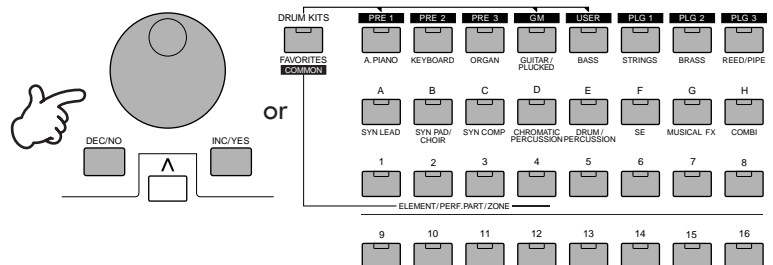 DRUM KITS PRE 1 PRE 2 PRE 3 GM USER PLG 1 PLG 2 PLG 3
FAVORITES A. PIANO KEYBOARD ORGAN GUITAR / BASS STRINGS BRASS REED/PIPE
COMMON PLUCKED
or
A B C D E F G H
DEC/NO INC/YES SYN LEAD SYN PAD/ SYN COMP CHROMATIC DRUM / SE MUSICAL FX COMBI
CHOIR PERCUSSION PERCUSSION
1 2 3 4 5 6 7 8
ELEMENT/PERF.PART/ZONE
9 10 11 12 13 14 15 16